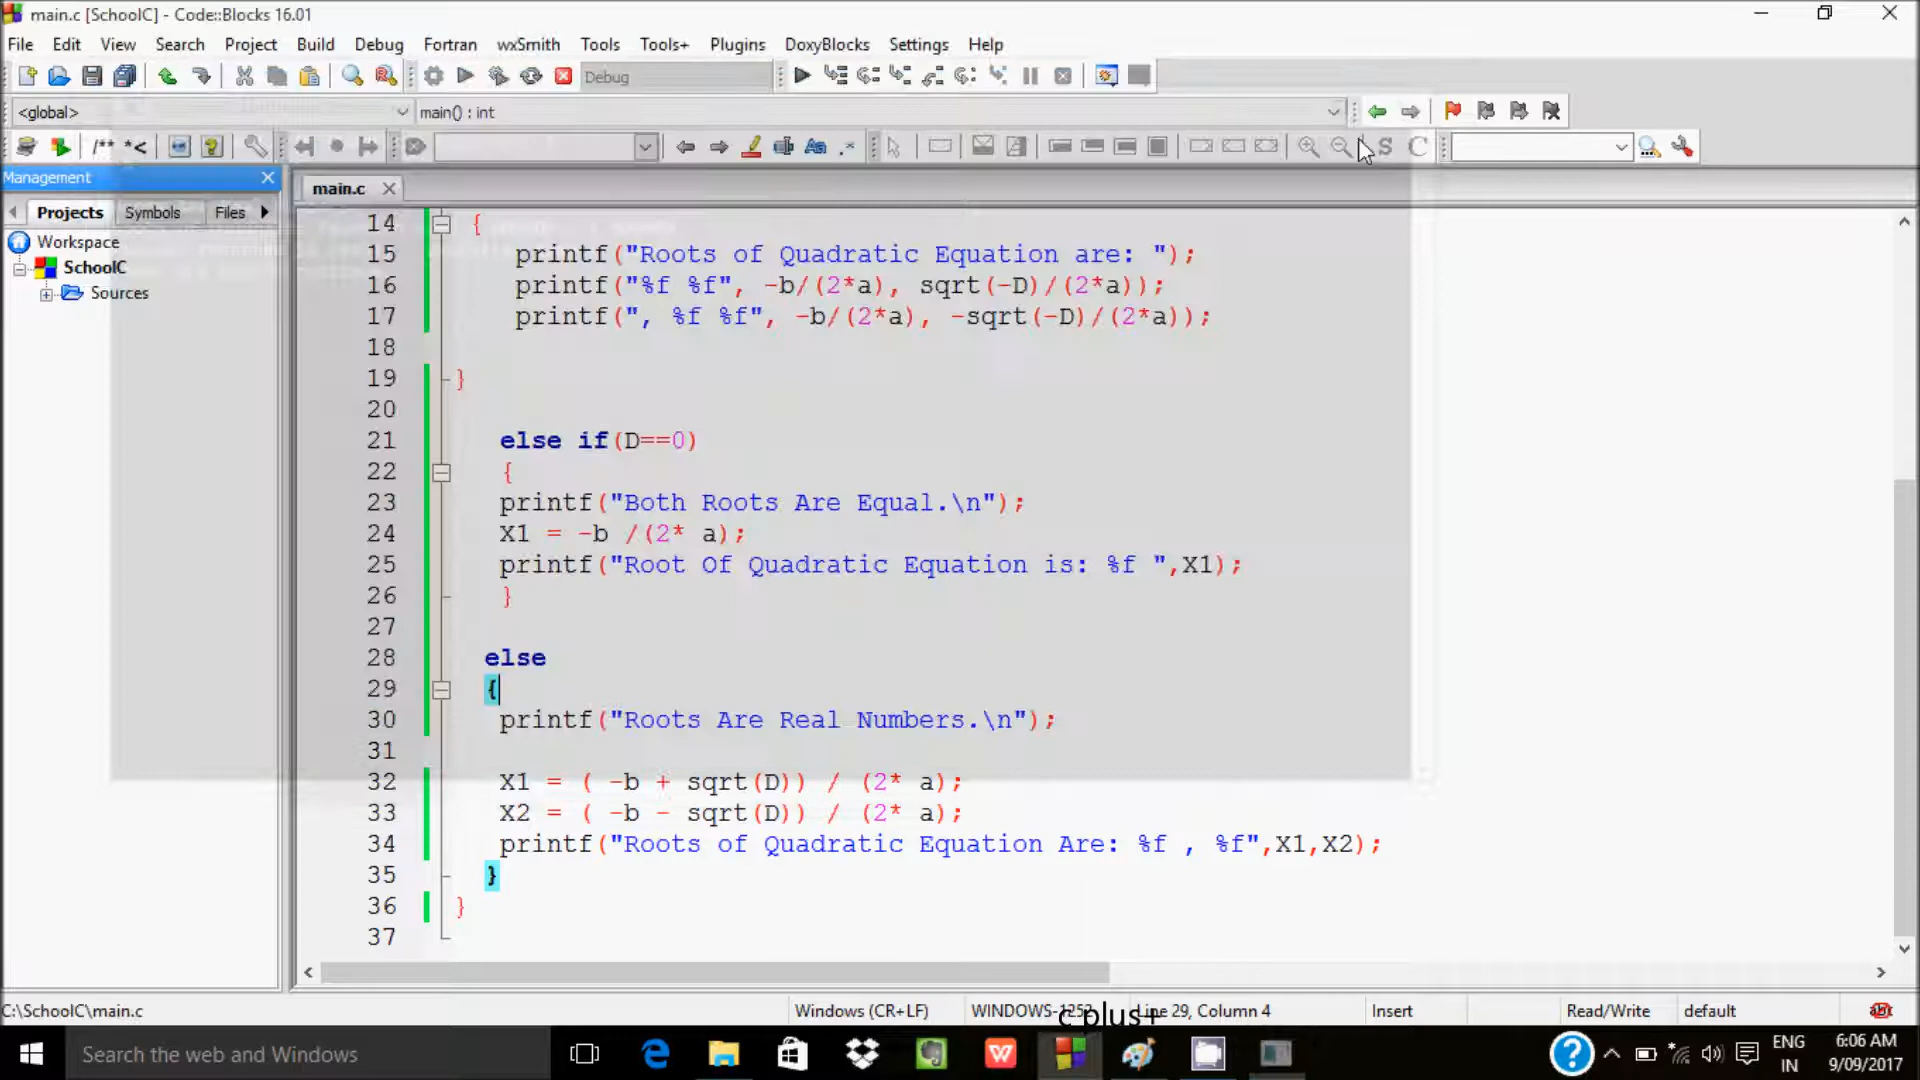 main.c [SchoolC] - Code::Blocks 16.01
File Edit View Search Project Build Debug Fortran wxSmith Tools Tools+ Plugins DoxyBlocks Settings Help
Debug
<global> main() : int
/** *< Aa .* S C
Management
main.c
Projects Symbols Files
Workspace
SchoolC
Sources
14 {
15 printf("Roots of Quadratic Equation are: ");
16 printf("%f %f", -b/(2*a), sqrt(-D)/(2*a));
17 printf(", %f %f", -b/(2*a), -sqrt(-D)/(2*a));
18
19 }
20
21 else if(D==0)
22 {
23 printf("Both Roots Are Equal.\n");
24 X1 = -b /(2* a);
25 printf("Root Of Quadratic Equation is: %f ",X1);
26 }
27
28 else
29 {
30 printf("Roots Are Real Numbers.\n");
31
32 X1 = ( -b + sqrt(D)) / (2* a);
33 X2 = ( -b - sqrt(D)) / (2* a);
34 printf("Roots of Quadratic Equation Are: %f , %f",X1,X2);
35 }
36 }
37
C:\SchoolC\main.c Windows (CR+LF) WINDOWS-1252 Line 29, Column 4 Insert Read/Write default
c plus+
Search the web and Windows
ENG
IN
6:06 AM
9/09/2017